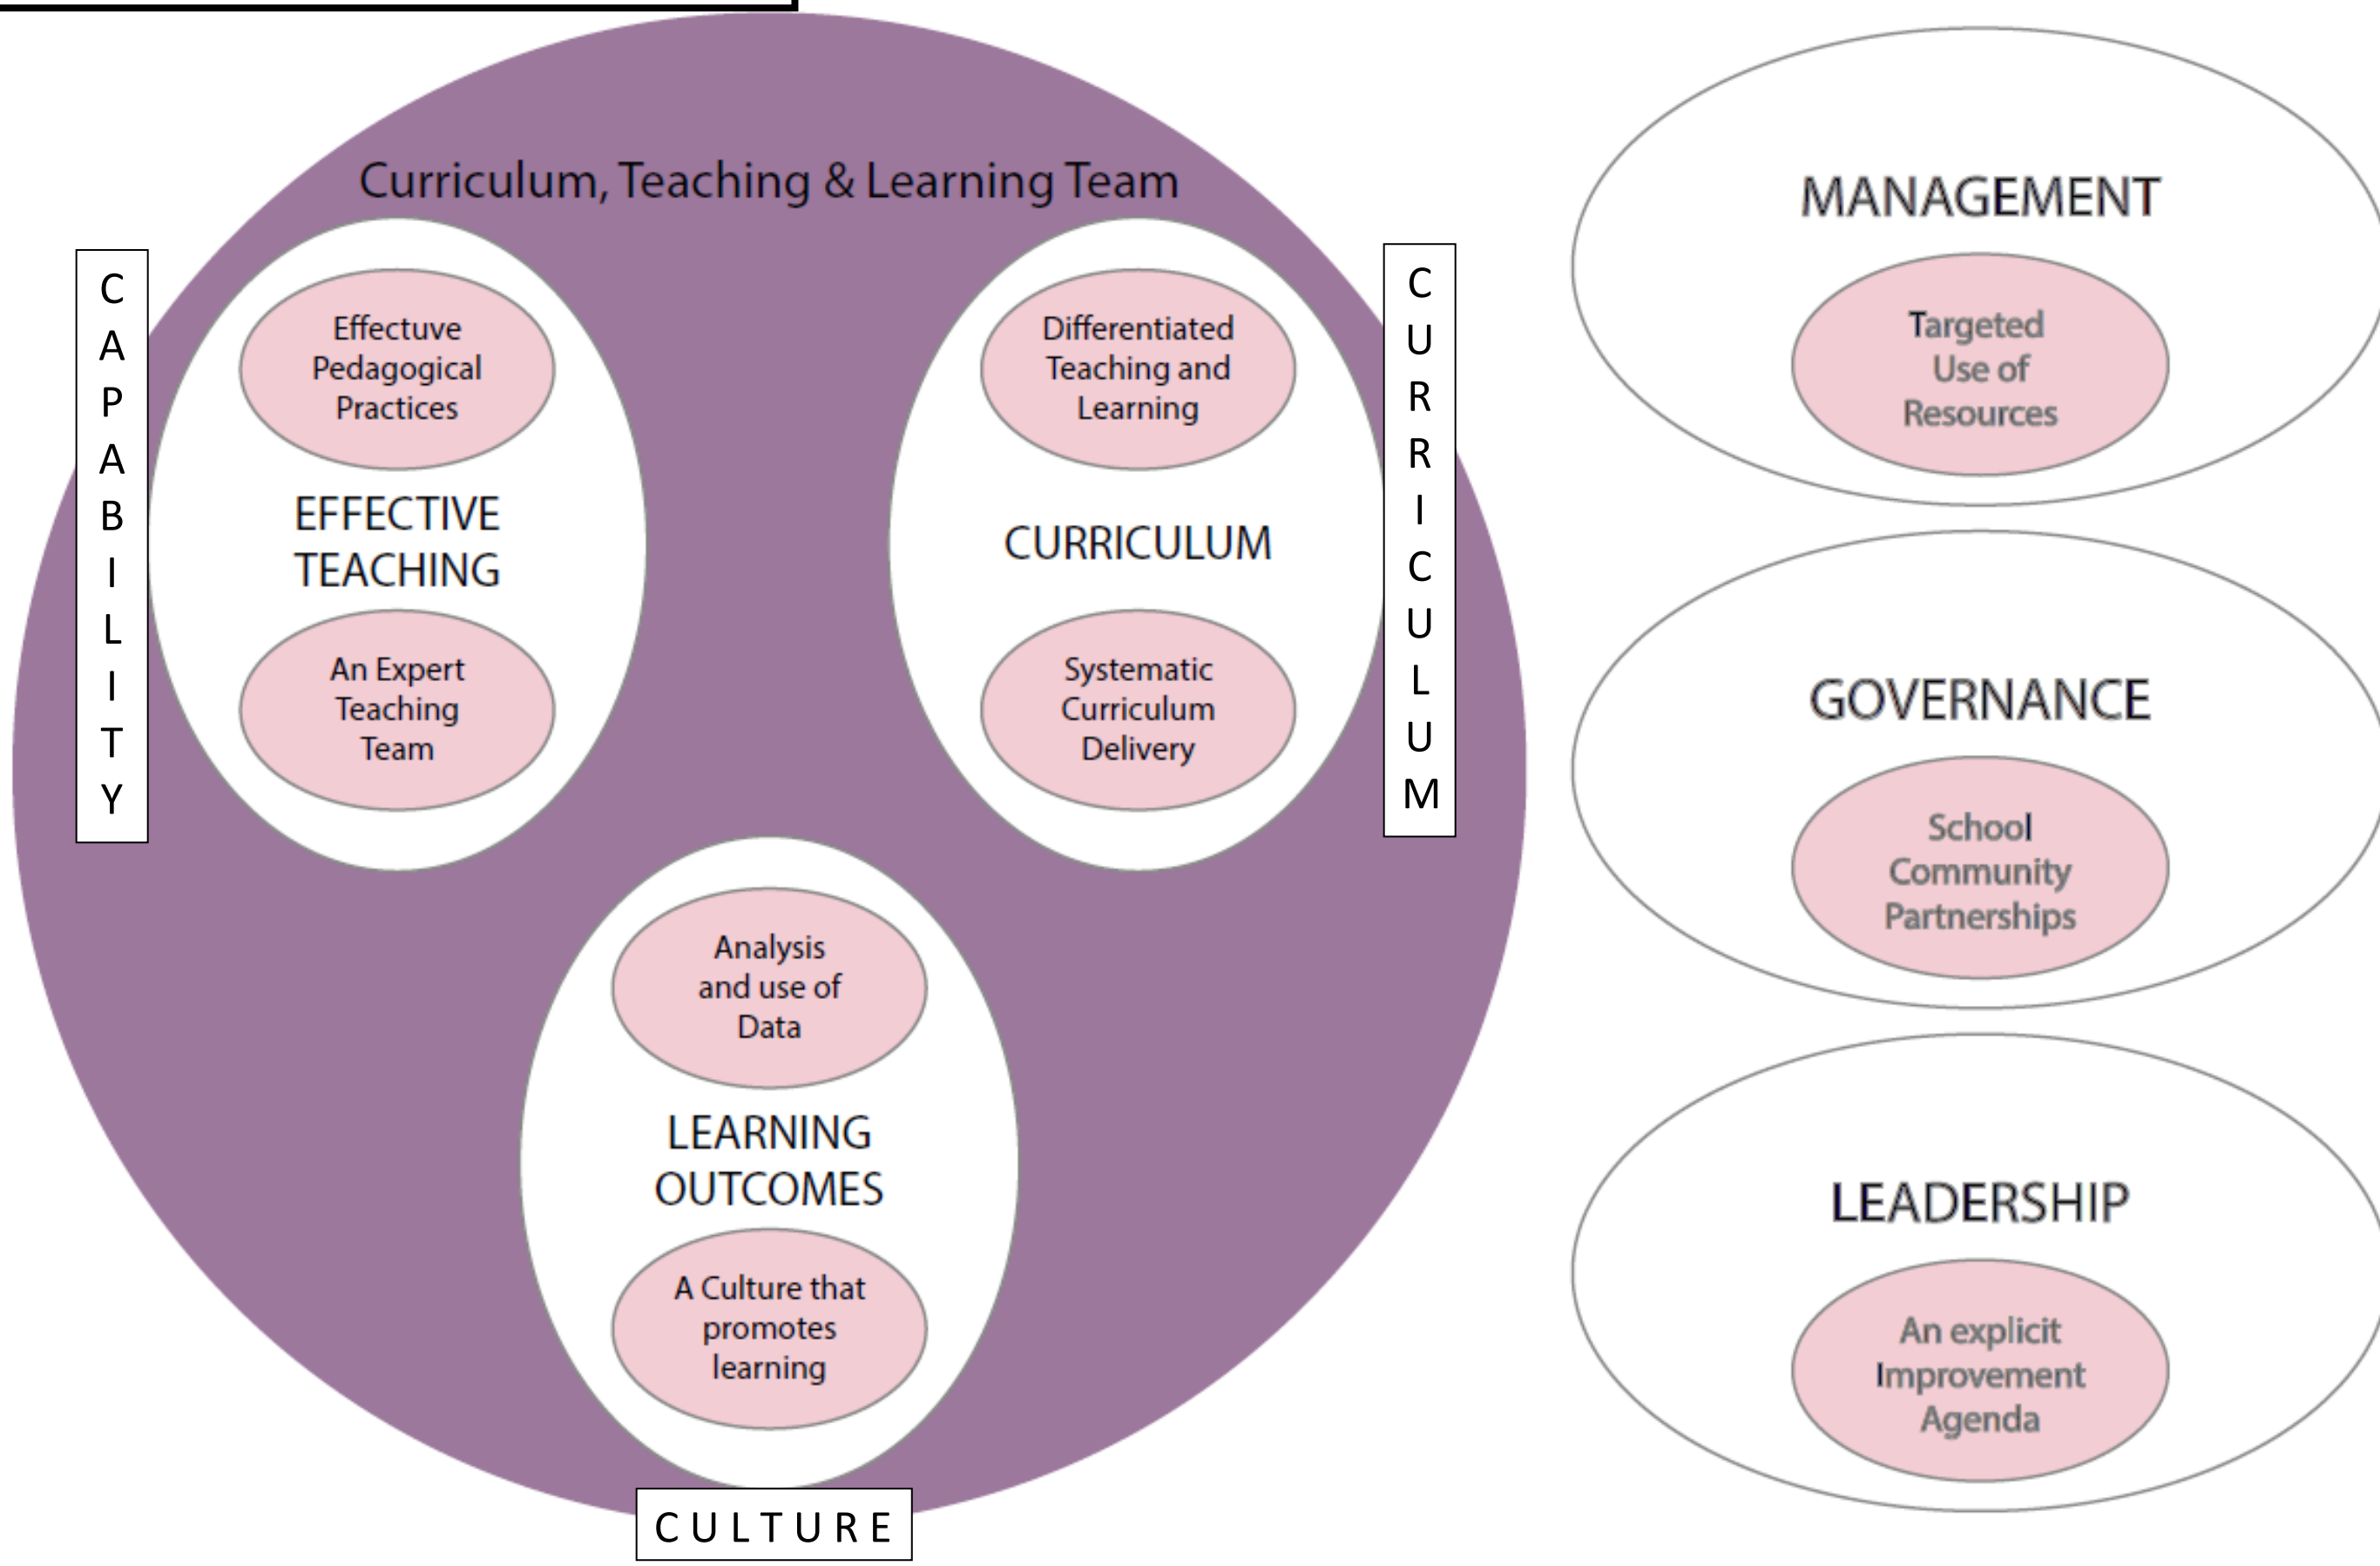 Curriculum, Teaching & Learning Team
CAPABILITY
Effectuve
Pedagogical
Practices
EFFECTIVE
TEACHING
An Expert
Teaching
Team
Differentiated
Teaching and
Learning
CURRICULUM
Systematic
Curriculum
Delivery
CURRICULUM
Analysis
and use of
Data
LEARNING
OUTCOMES
A Culture that
promotes
learning
CULTURE
MANAGEMENT
Targeted
Use of
Resources
GOVERNANCE
School
Community
Partnerships
LEADERSHIP
An explicit
Improvement
Agenda